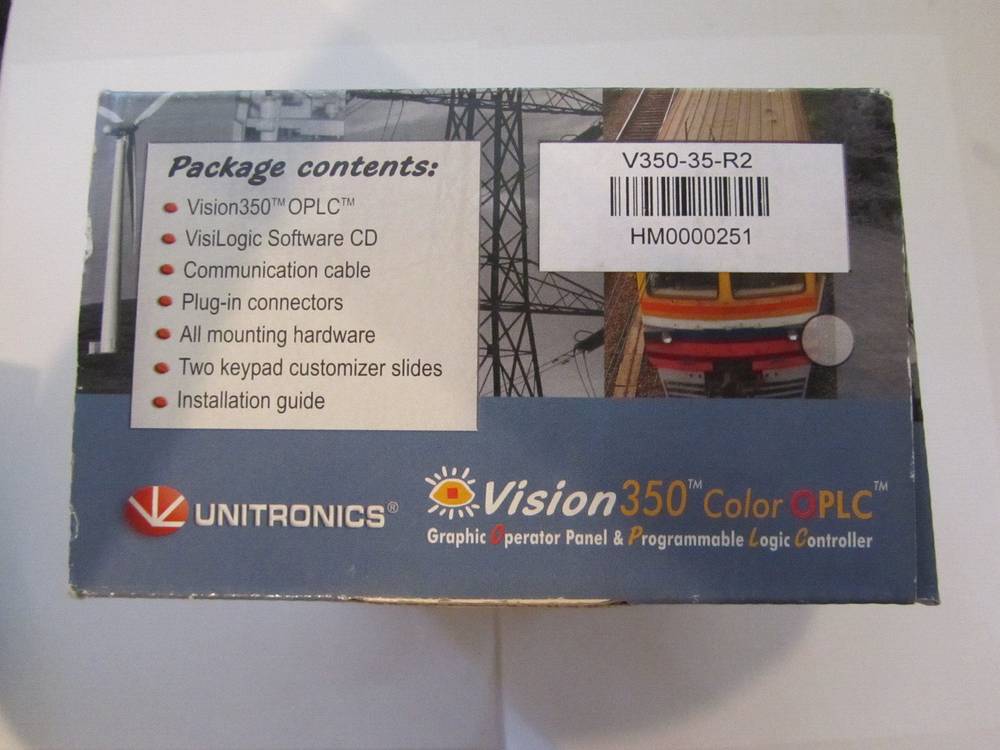 Package contents:
Vision350™ OPLC™
VisiLogic Software CD
Communication cable
Plug-in connectors
All mounting hardware
Two keypad customizer slides
Installation guide
V350-35-R2
HM0000251
UNITRONICS®
Vision350™ Color OPLC™
Graphic Operator Panel & Programmable Logic Controller